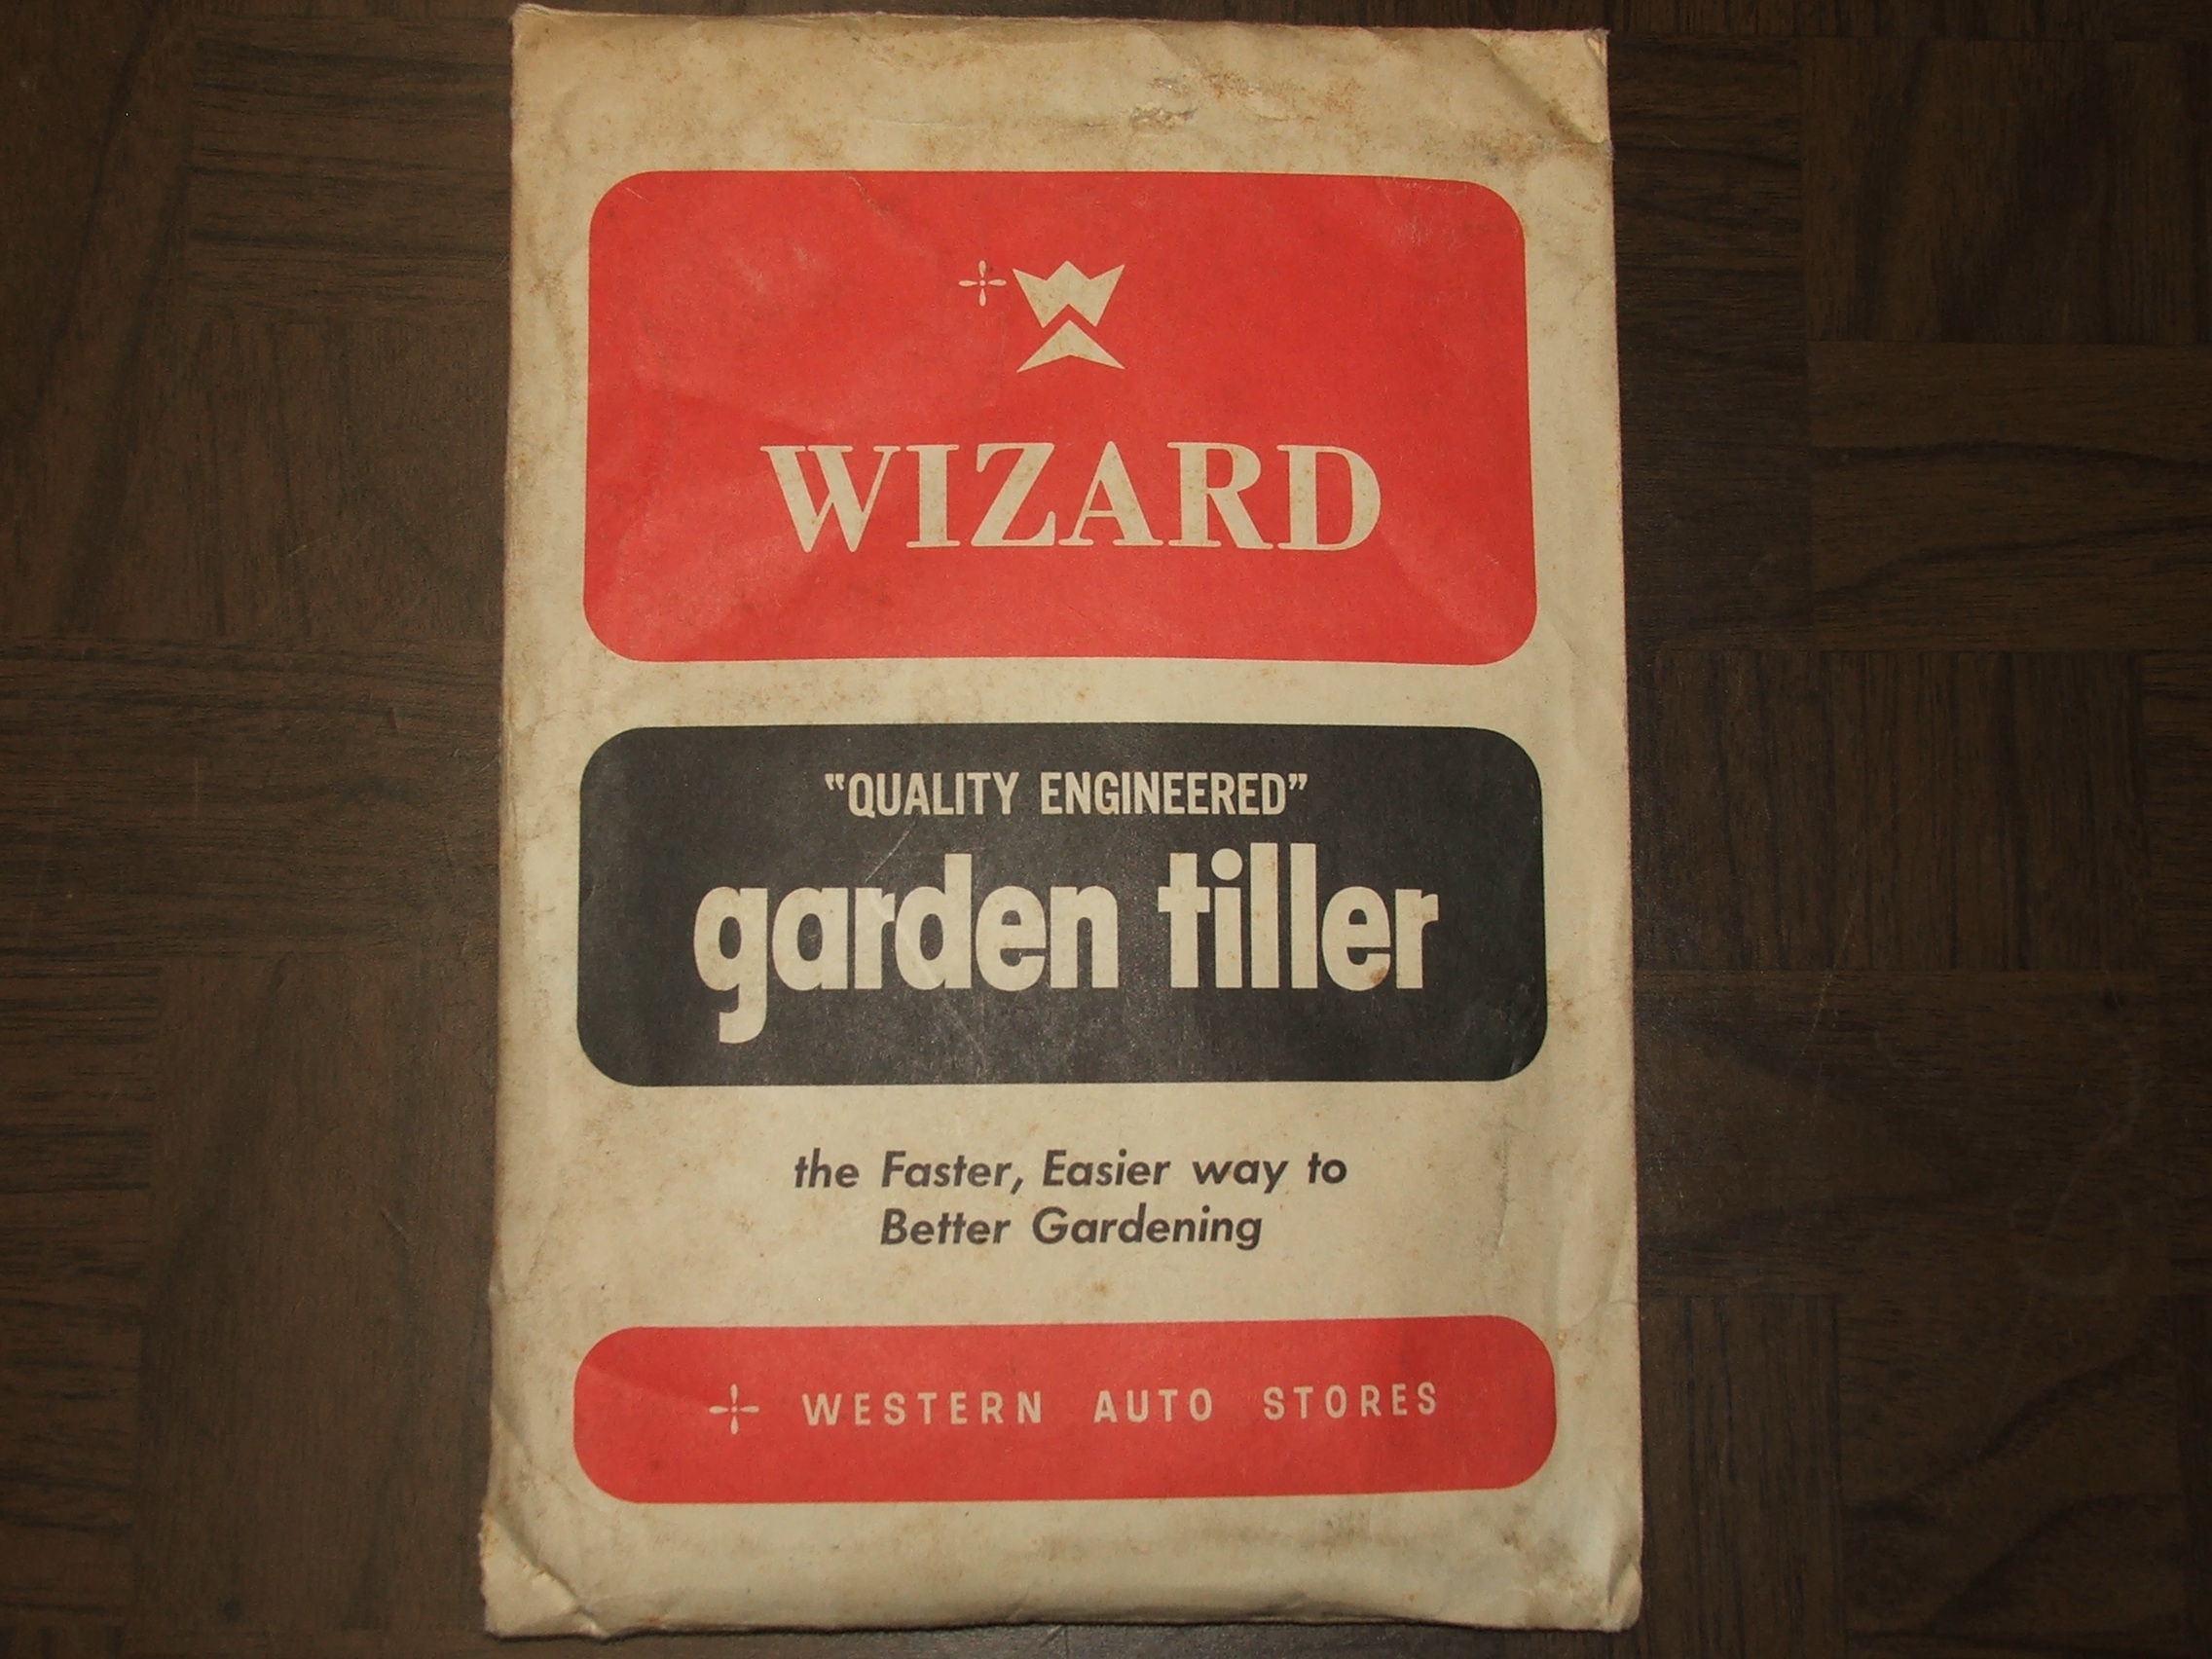 WIZARD
"QUALITY ENGINEERED"
garden tiller
the Faster, Easier way to
Better Gardening
WESTERN AUTO STORES